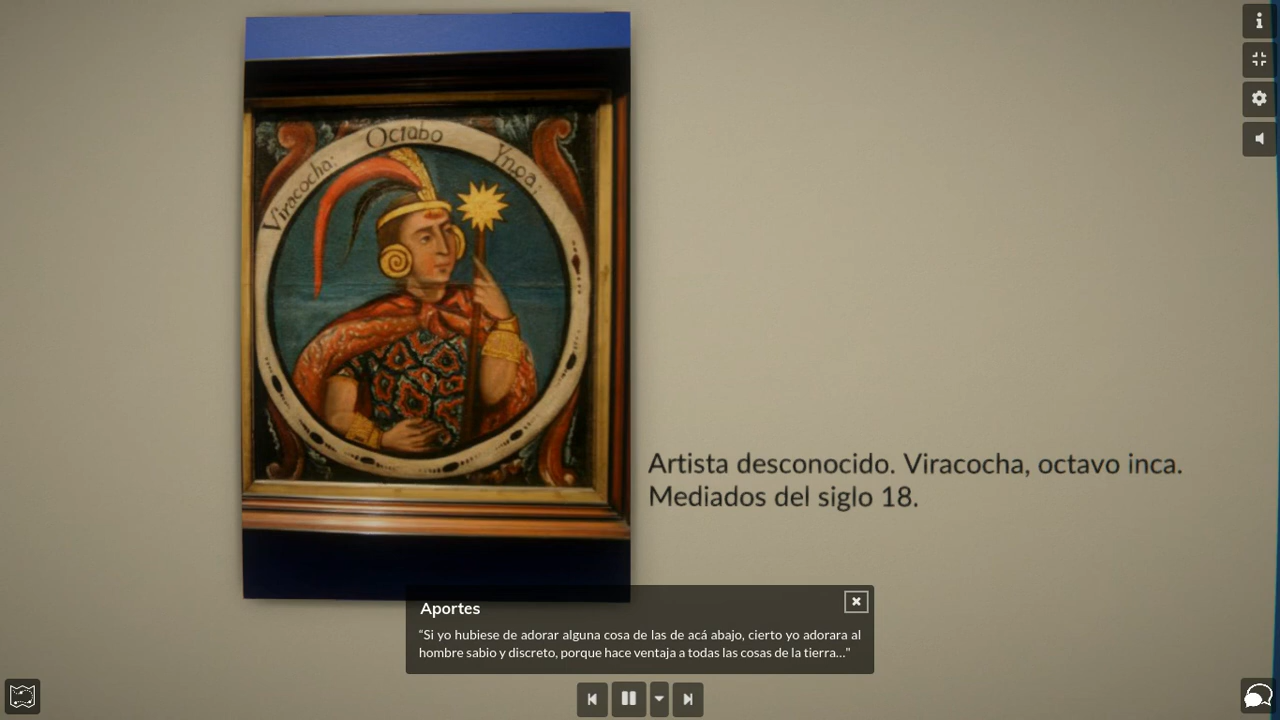 Viracocha: Octabo Ynga:
Artista desconocido. Viracocha, octavo inca.
Mediados del siglo 18.
Aportes
“Si yo hubiese de adorar alguna cosa de las de acá abajo, cierto yo adorara al
hombre sabio y discreto, porque hace ventaja a todas las cosas de la tierra…”